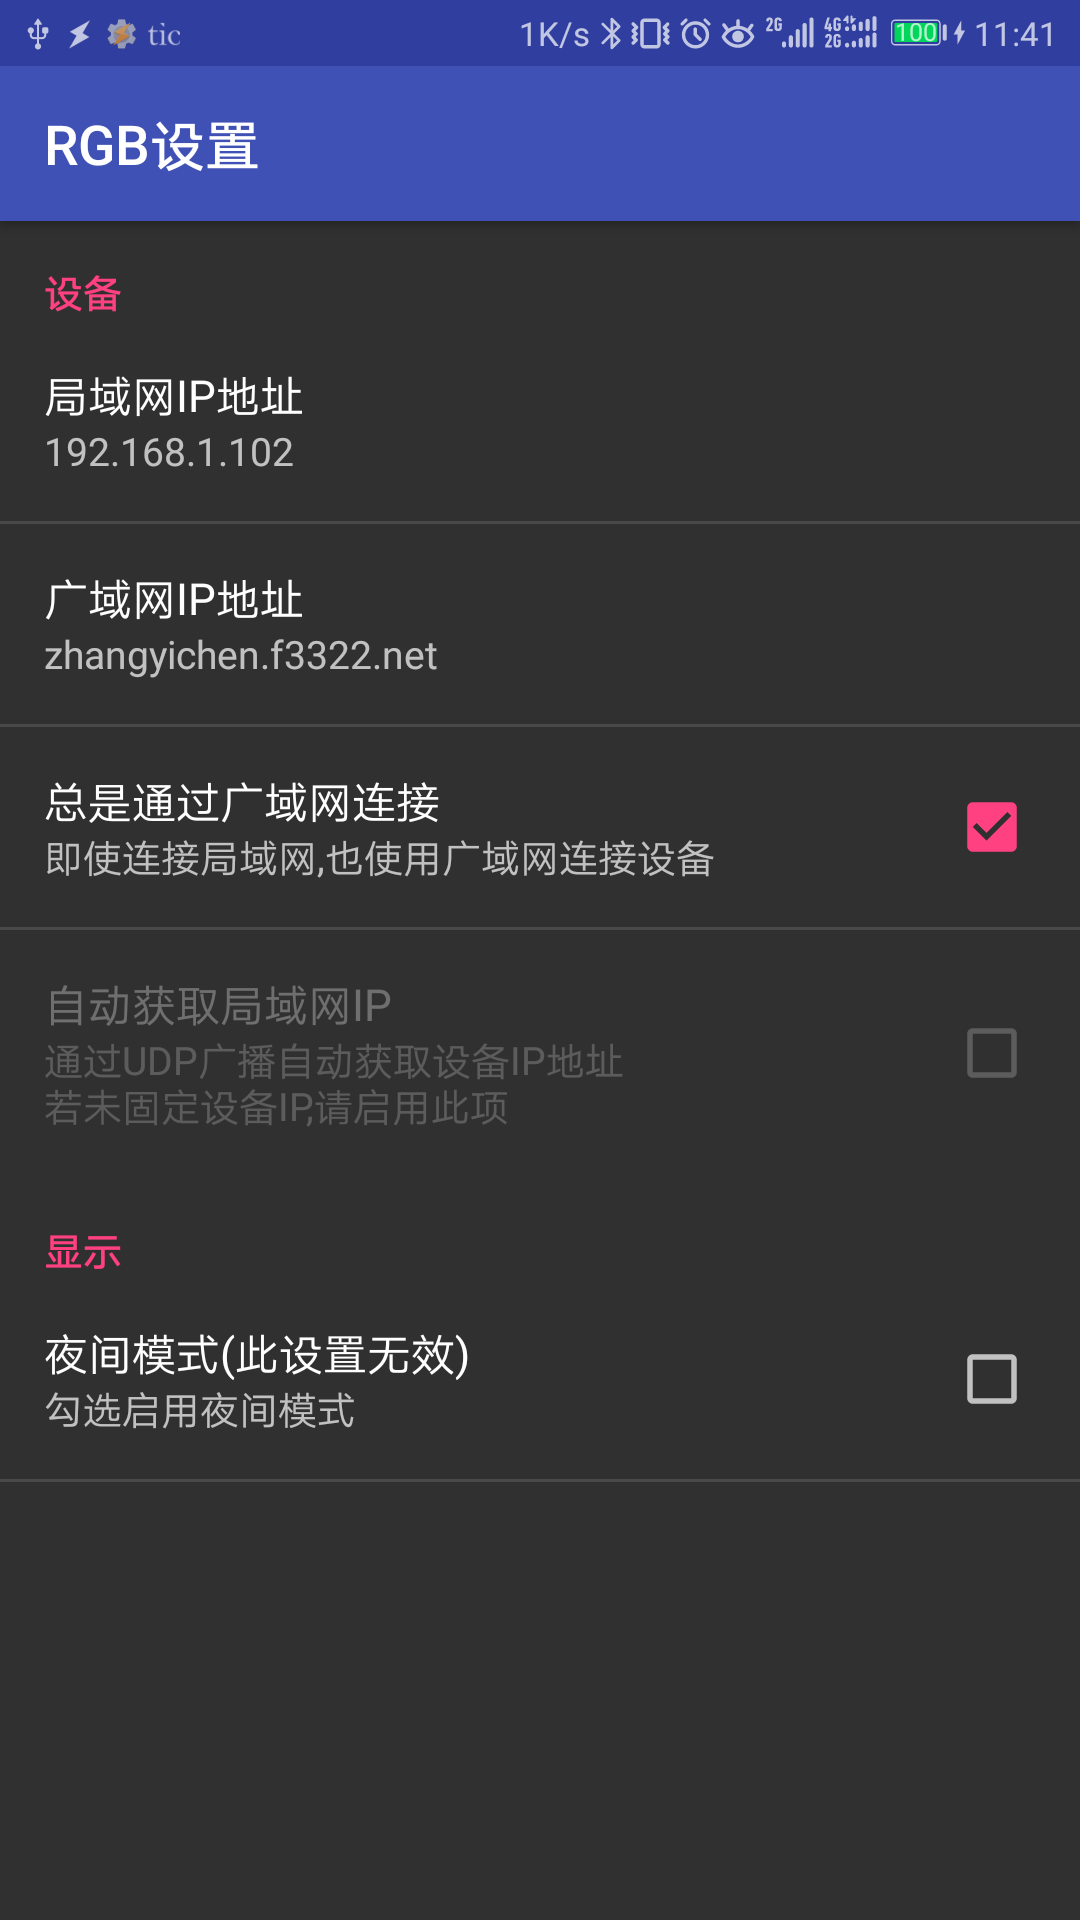 tic 1K/s 2G 4G 2G 100 11:41
RGB设置
设备
局域网IP地址
192.168.1.102
广域网IP地址
zhangyichen.f3322.net
总是通过广域网连接
即使连接局域网,也使用广域网连接设备
自动获取局域网IP
通过UDP广播自动获取设备IP地址
若未固定设备IP,请启用此项
显示
夜间模式(此设置无效)
勾选启用夜间模式